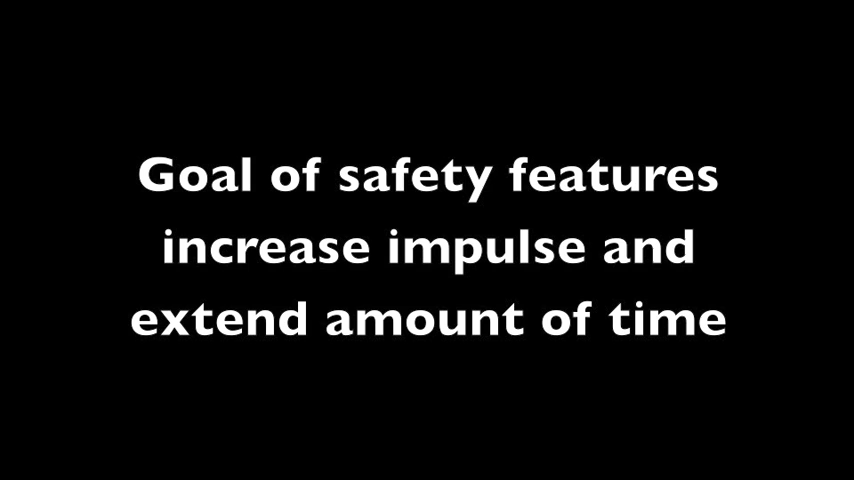 Goal of safety features
increase impulse and
extend amount of time